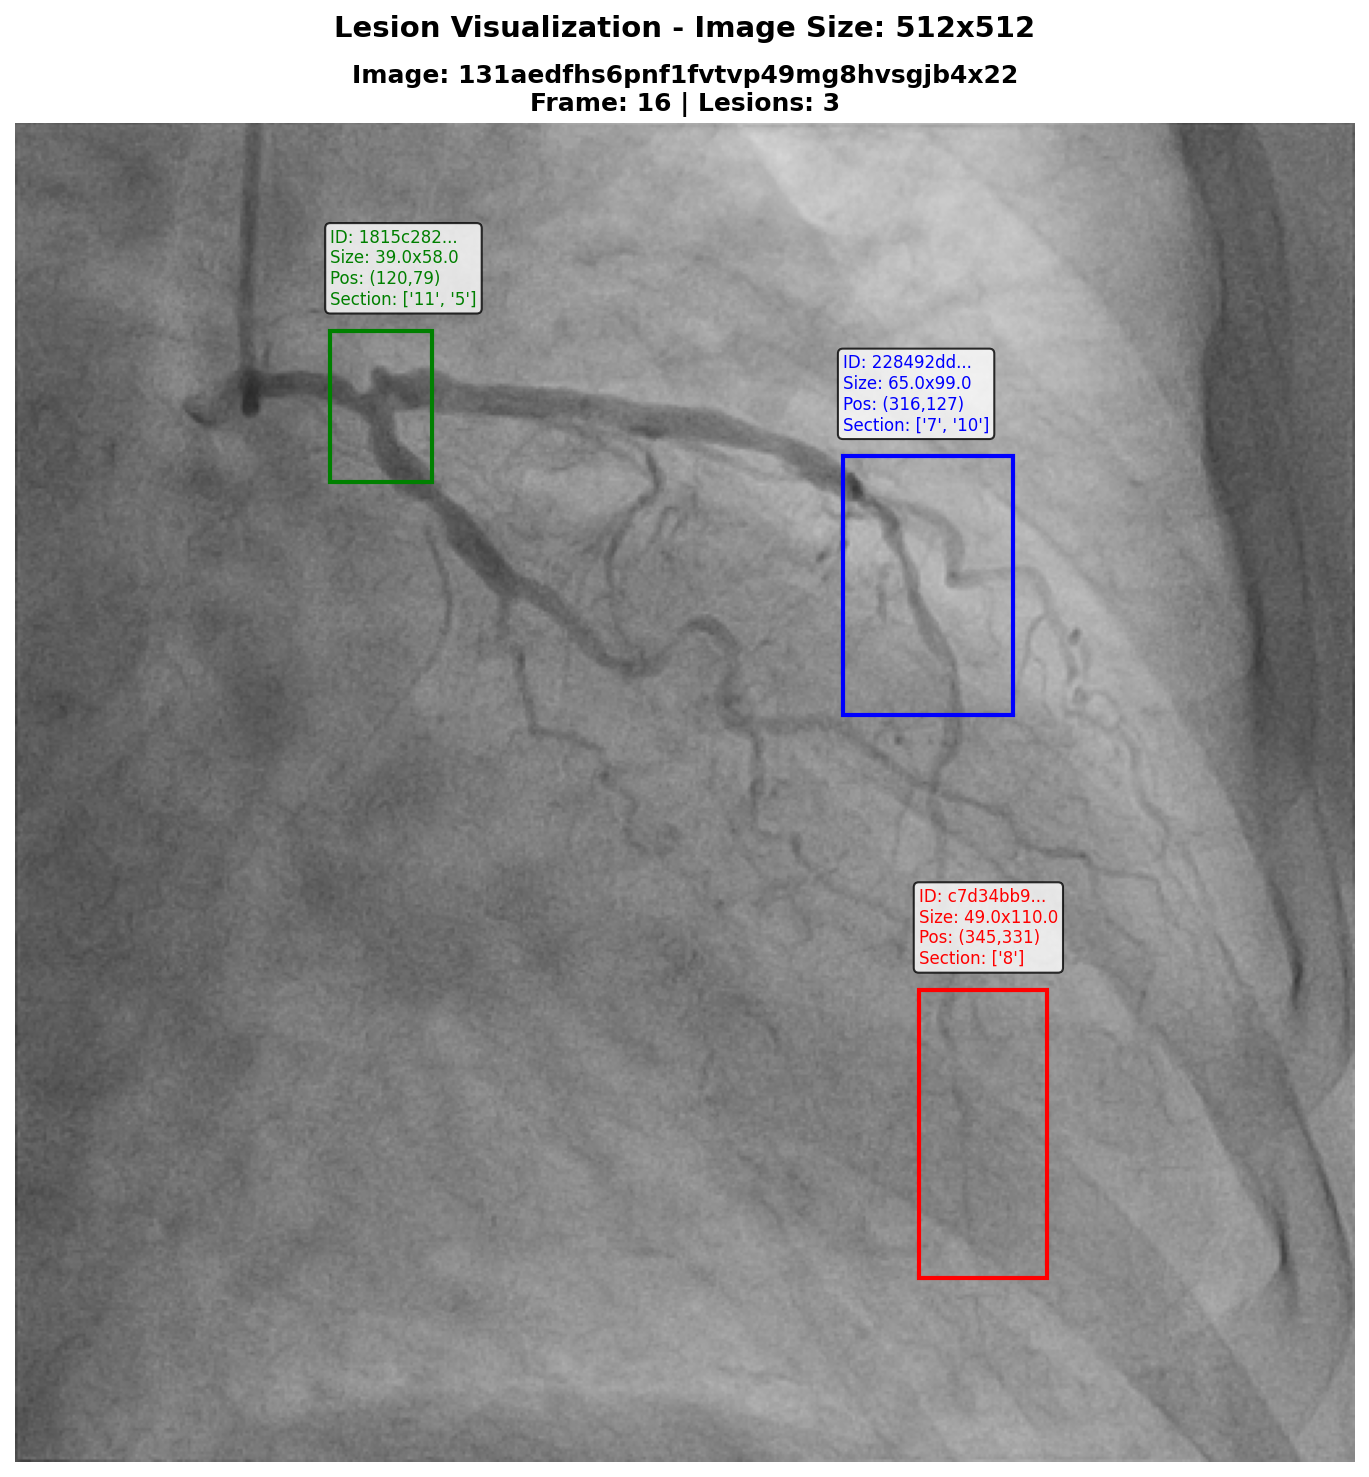 Lesion Visualization - Image Size: 512x512
Image: 131aedfhs6pnf1fvtvp49mg8hvsgjb4x22
Frame: 16 | Lesions: 3
ID: 1815c282...
Size: 39.0x58.0
Pos: (120,79)
Section: ['11', '5']
ID: 228492dd...
Size: 65.0x99.0
Pos: (316,127)
Section: ['7', '10']
ID: c7d34bb9...
Size: 49.0x110.0
Pos: (345,331)
Section: ['8']